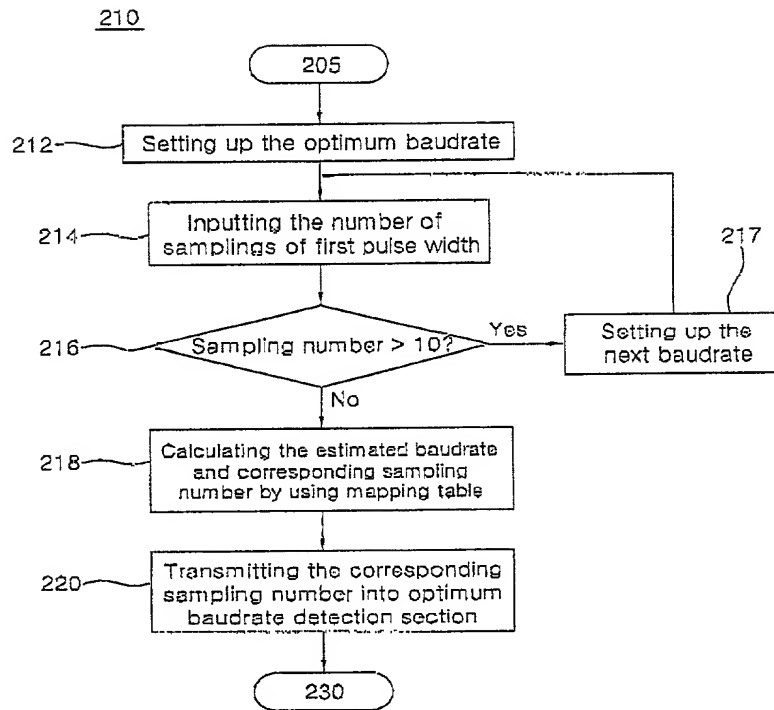 210
205
212
Setting up the optimum baudrate
214
Inputting the number of
samplings of first pulse width
217
216
Sampling number > 10?
Yes
Setting up the
next baudrate
No
218
Calculating the estimated baudrate
and corresponding sampling
number by using mapping table
220
Transmitting the corresponding
sampling number into optimum
baudrate detection section
230